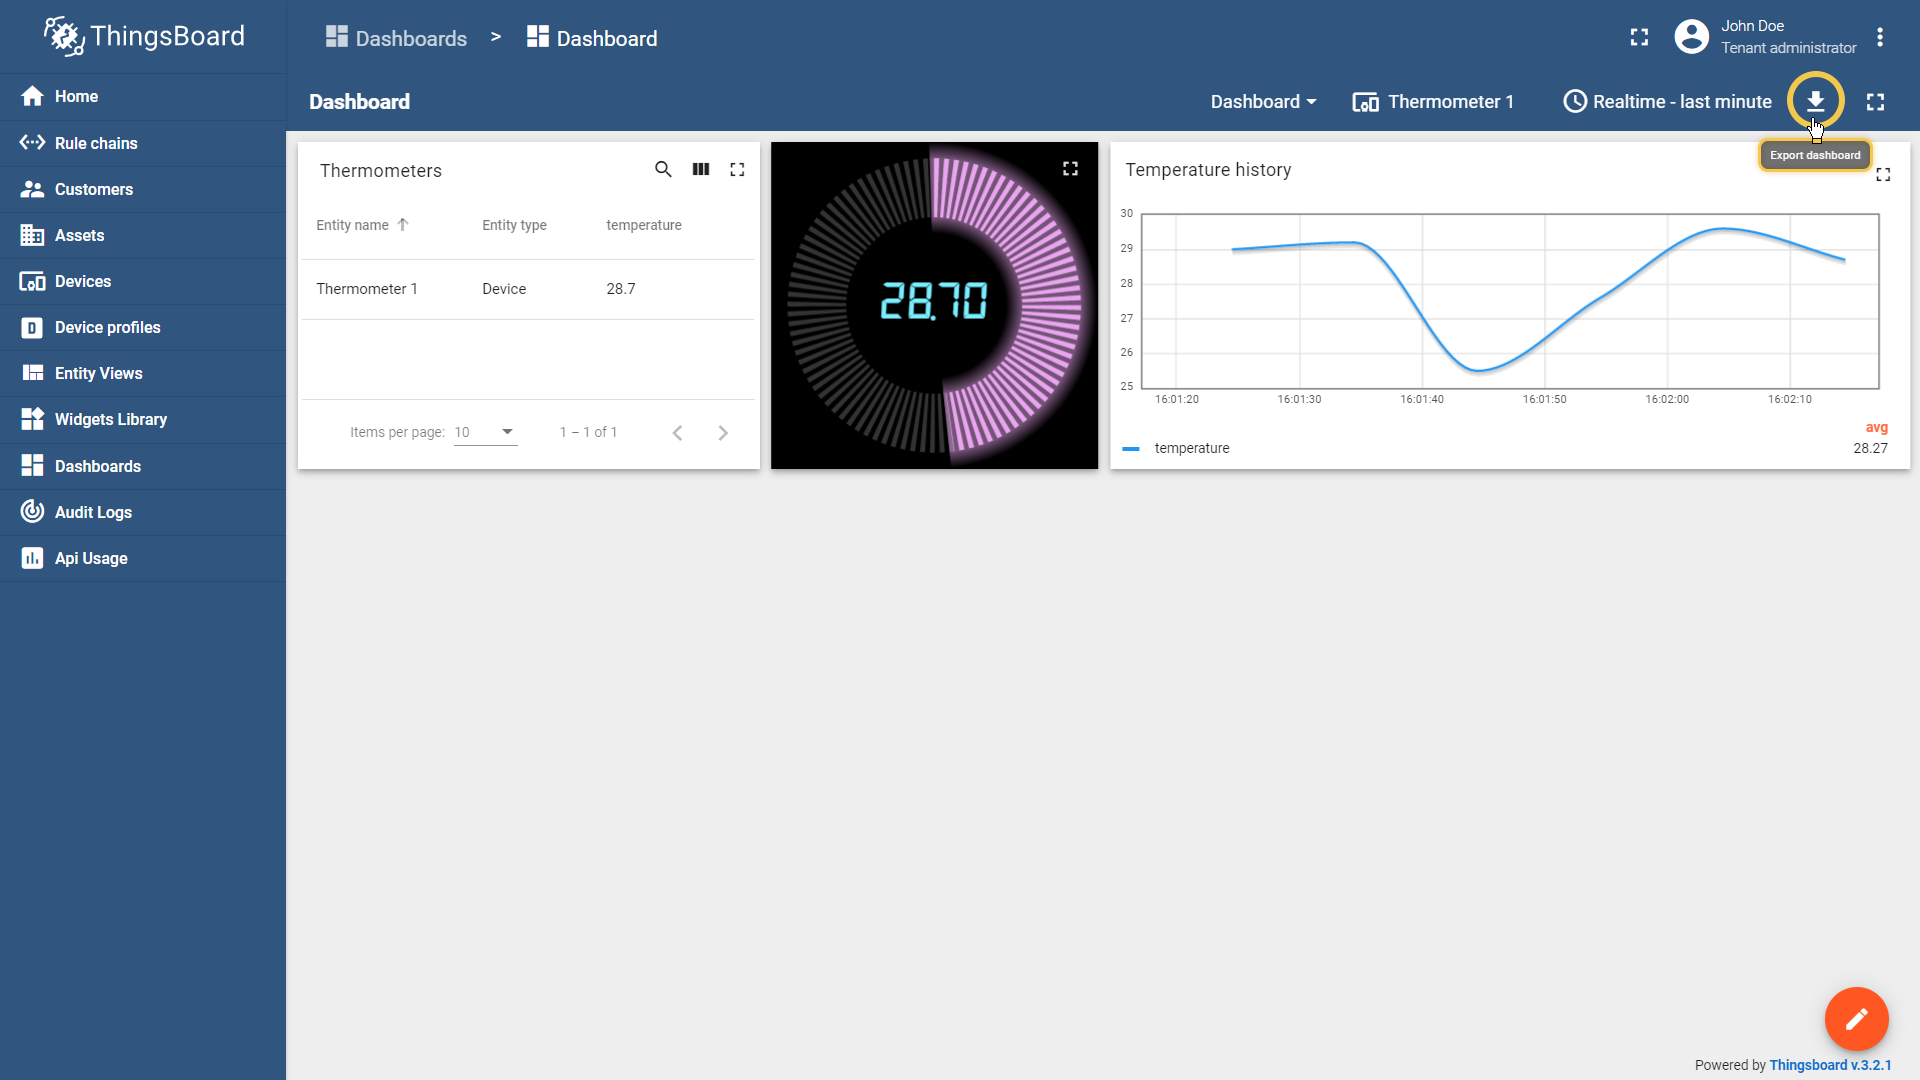 ThingsBoard
Home
Rule chains
Customers
Assets
Devices
Device profiles
Entity Views
Widgets Library
Dashboards
Audit Logs
Api Usage
Dashboards > Dashboard
John Doe
Tenant administrator
Dashboard
Dashboard
Thermometer 1
Realtime - last minute
Export dashboard
Thermometers
Entity name Entity type temperature
Thermometer 1 Device 28.7
Items per page: 10 1 – 1 of 1
28.70
Temperature history
30
29
28
27
26
25
16:01:20 16:01:30 16:01:40 16:01:50 16:02:00 16:02:10
avg
temperature 28.27
Powered by Thingsboard v.3.2.1